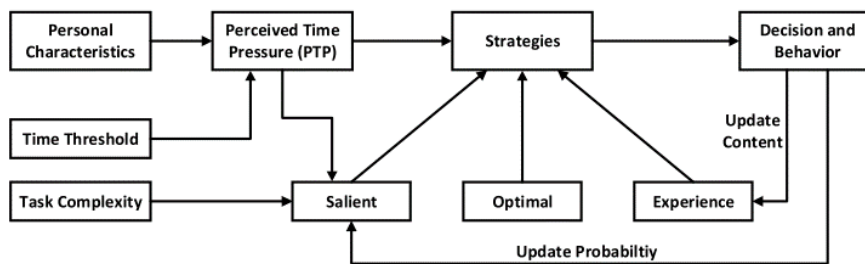 Personal
Characteristics
Perceived Time
Pressure (PTP)
Strategies
Decision and
Behavior
Update
Content
Time Threshold
Task Complexity
Salient
Optimal
Experience
Update Probabiltiy